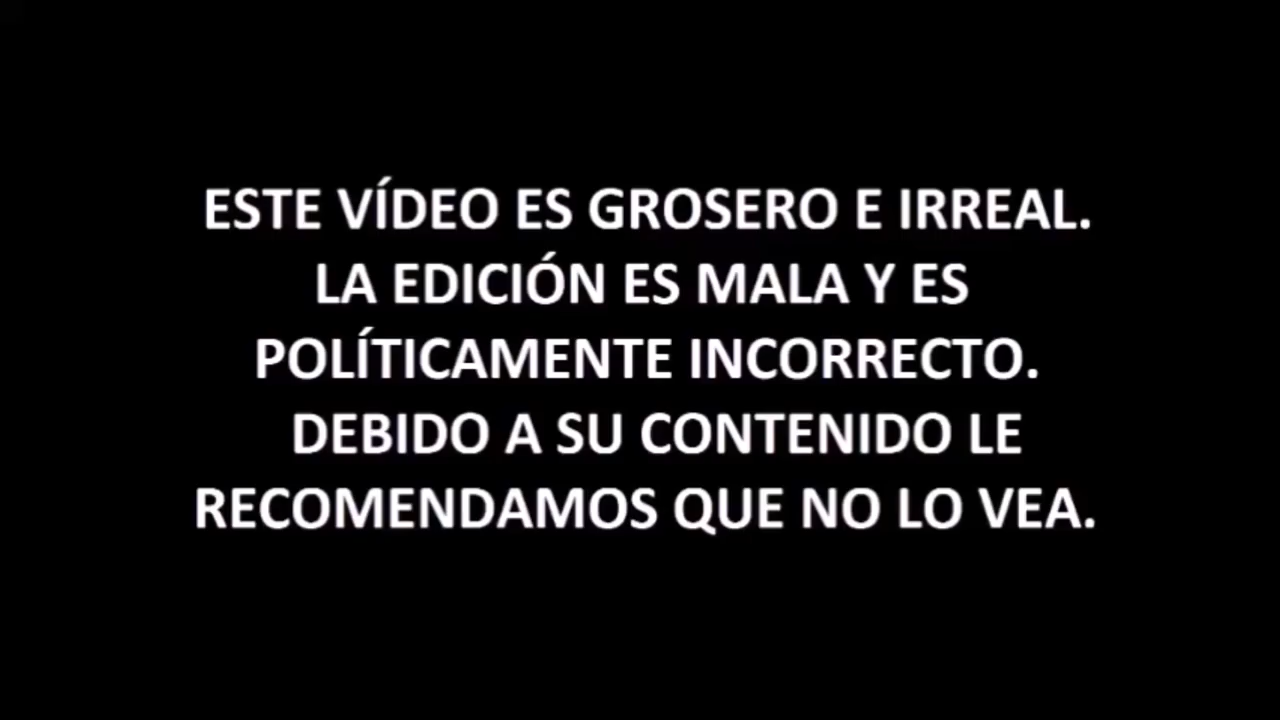 ESTE VÍDEO ES GROSERO E IRREAL.
LA EDICIÓN ES MALA Y ES
POLÍTICAMENTE INCORRECTO.
DEBIDO A SU CONTENIDO LE
RECOMENDAMOS QUE NO LO VEA.